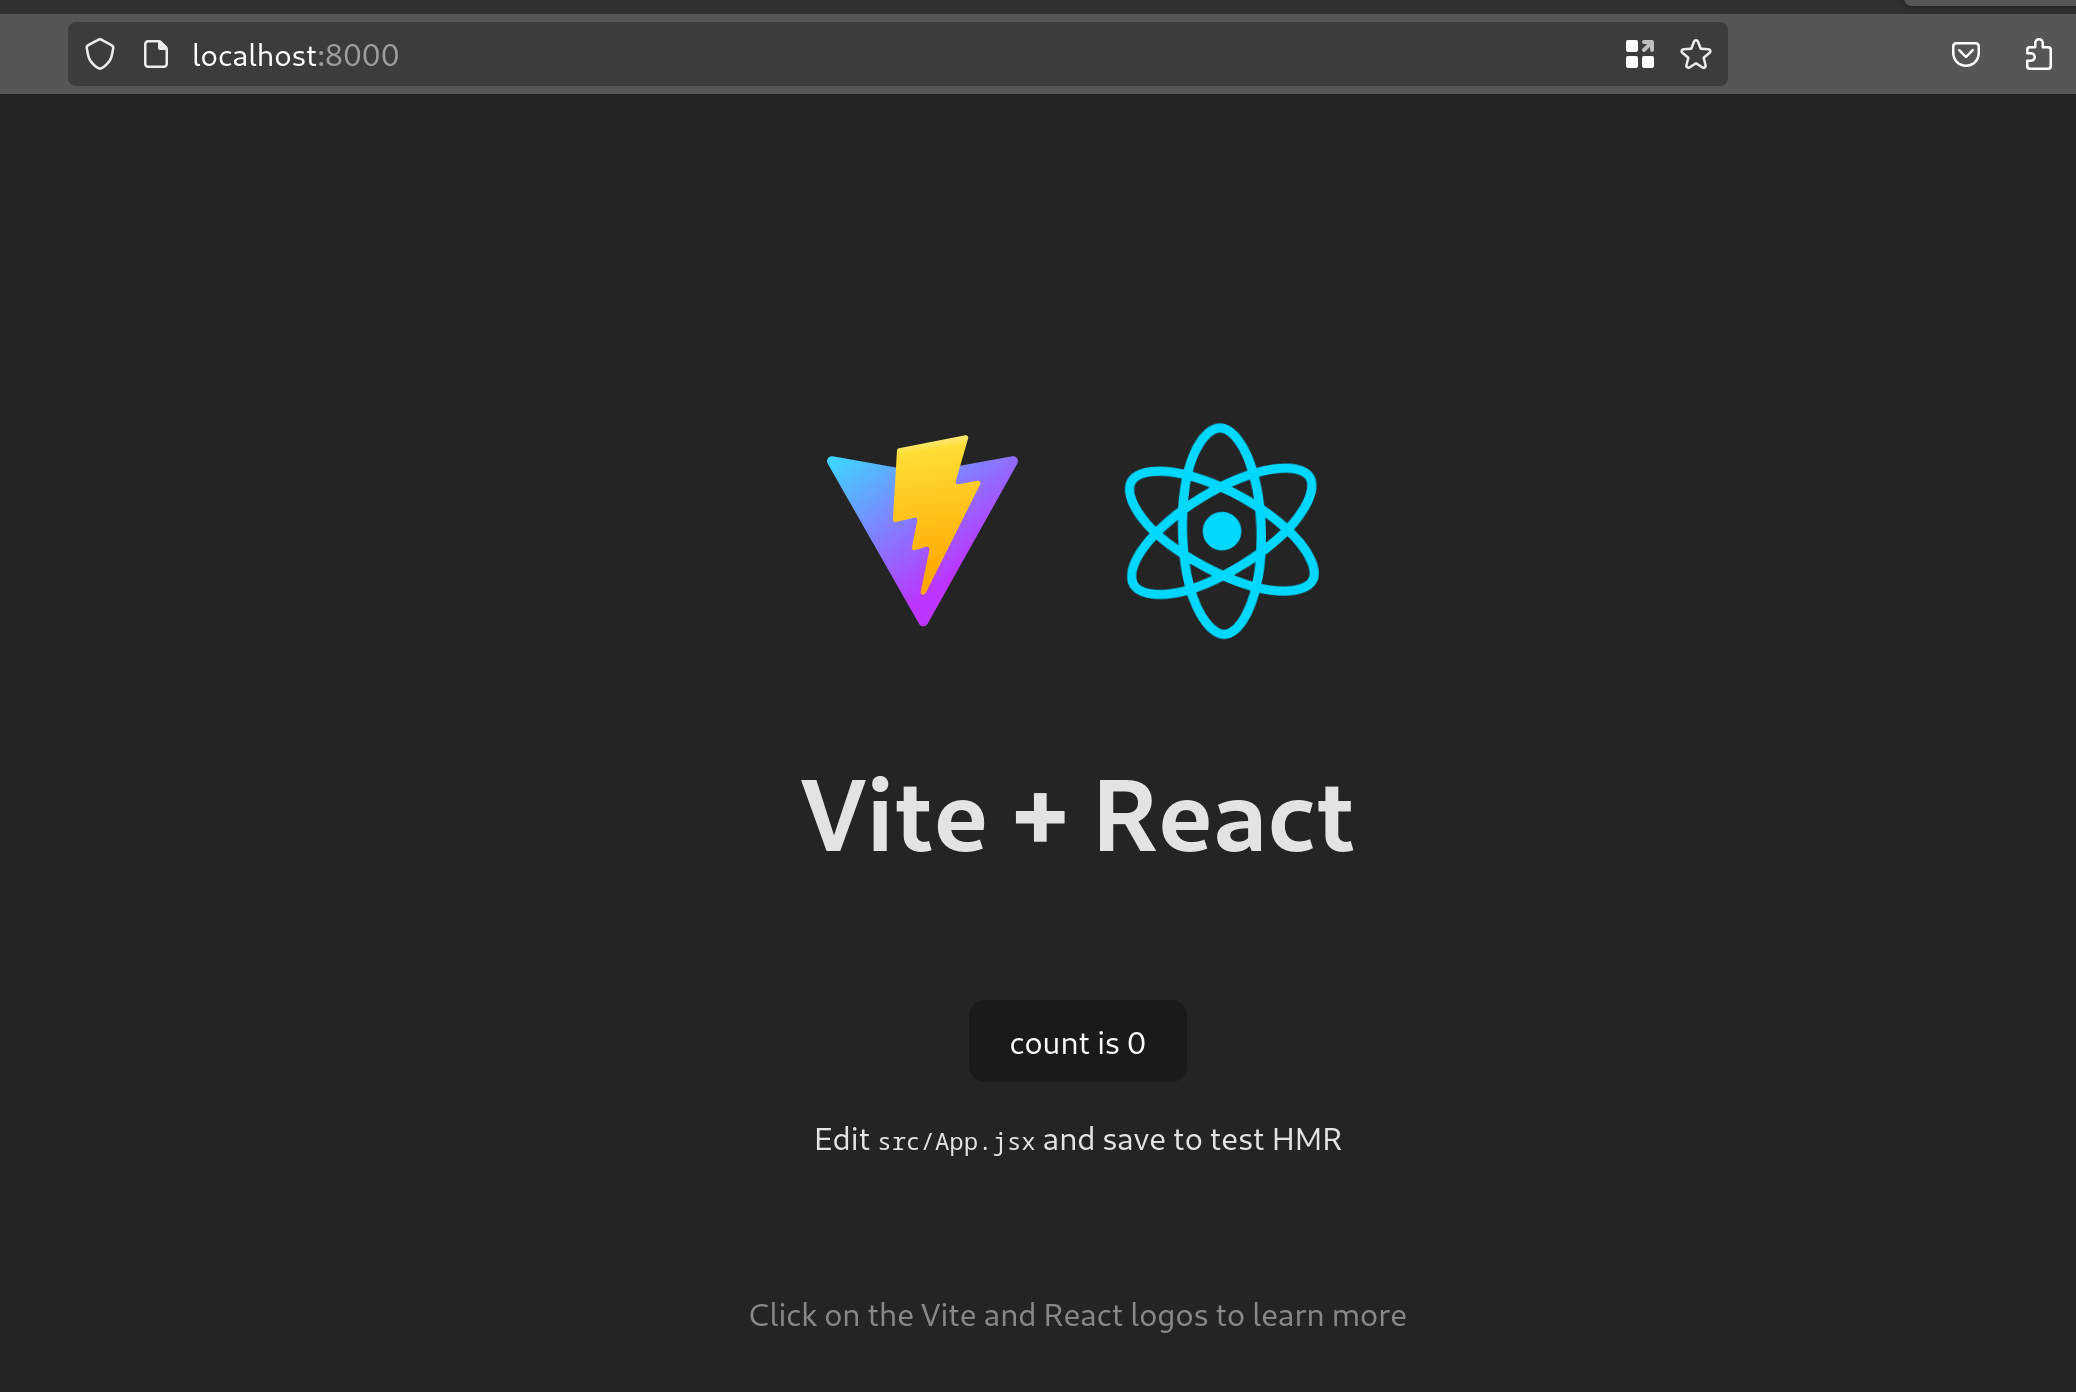 localhost:8000
Vite + React
count is 0
Edit src/App.jsx and save to test HMR
Click on the Vite and React logos to learn more